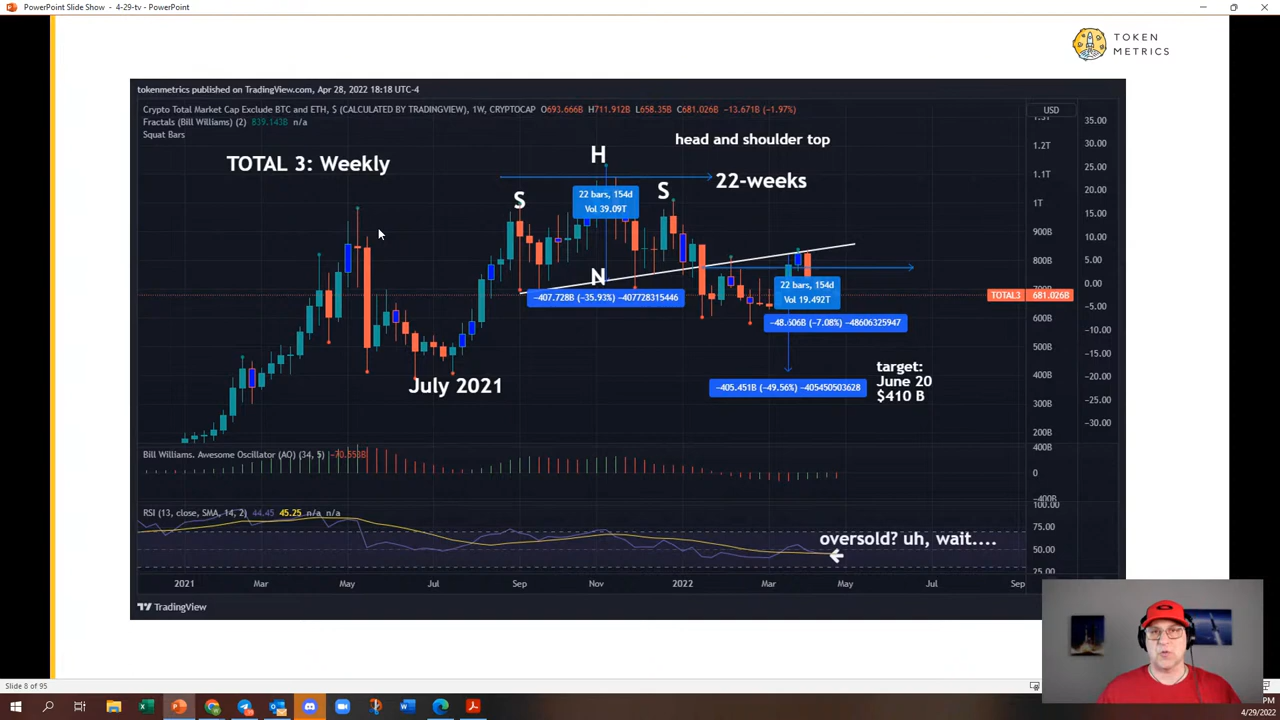 PowerPoint Slide Show - 4-29-tv - PowerPoint
TOKEN
METRICS
tokenmetrics published on TradingView.com, Apr 28, 2022 18:18 UTC-4
Crypto Total Market Cap Exclude BTC and ETH, $ (CALCULATED BY TRADINGVIEW), 1W, CRYPTOCAP O693.666B H711.912B L658.35B C681.026B −13.671B (−1.97%)
Fractals (Bill Williams) (2) 839.143B n/a
Squat Bars
USD
TOTAL 3: Weekly
head and shoulder top
H
22-weeks
S
S
22 bars, 154d
Vol 39.09T
N
-407.728B (-35.93%) -407728315446
22 bars, 154d
Vol 19.492T
-48.606B (-7.08%) -48606325947
-405.451B (-49.56%) -405450503628
target:
June 20
$410 B
July 2021
1.2T
1.1T
1T
900B
800B
TOTAL3 681.026B
600B
500B
400B
300B
200B
35.00
30.00
25.00
20.00
15.00
10.00
5.00
0.00
−5.00
−10.00
−15.00
−20.00
−25.00
−30.00
Bill Williams. Awesome Oscillator (AO) (34, 5) −70.553B
400B
0
-400B
RSI (13, close, SMA, 14, 2) 44.45 45.25 n/a n/a
oversold? uh, wait....
100.00
75.00
50.00
25.00
2021 Mar May Jul Sep Nov 2022 Mar May Jul Sep
TradingView
Slide 8 of 95
PM
4/29/2022